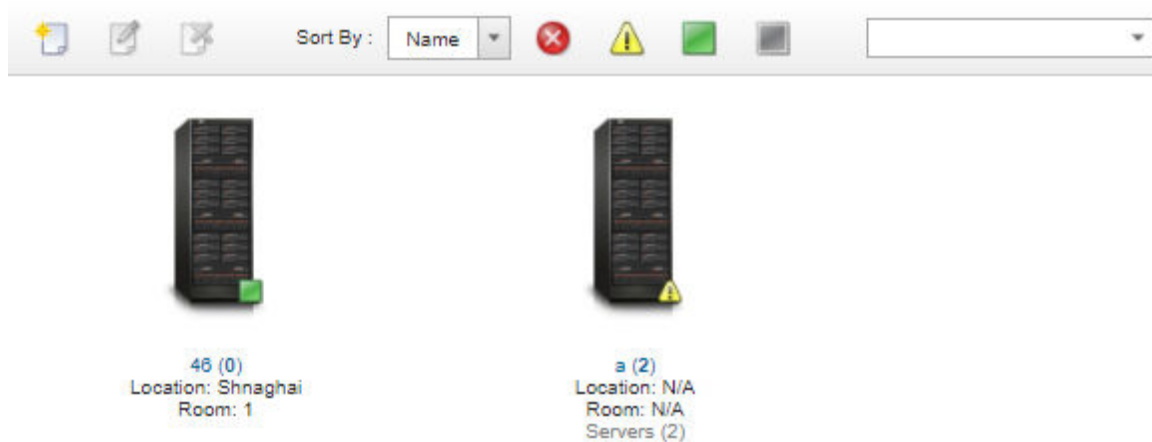 Sort By : Name
46 (0)
Location: Shnaghai
Room: 1
a (2)
Location: N/A
Room: N/A
Servers (2)